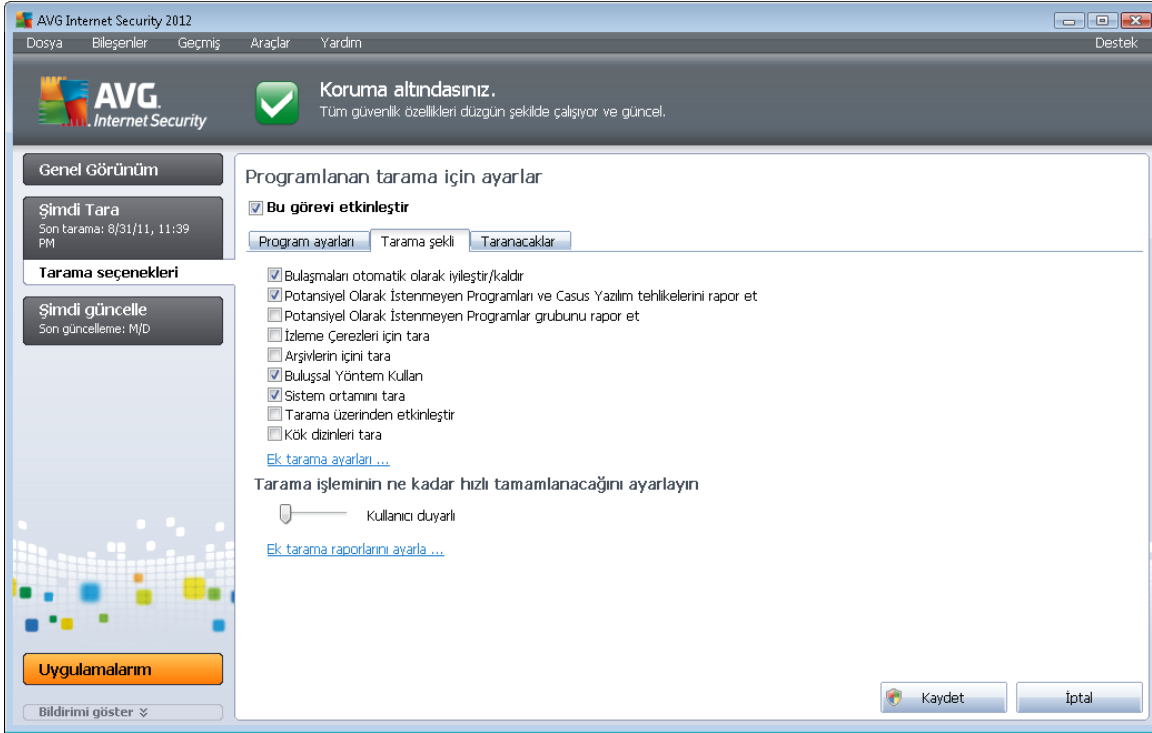 AVG Internet Security 2012
Dosya Bileşenler Geçmiş Araçlar Yardım Destek
AVG.
Internet Security
Koruma altındasınız.
Tüm güvenlik özellikleri düzgün şekilde çalışıyor ve güncel.
Genel Görünüm
Şimdi Tara
Son tarama: 8/31/11, 11:39
PM
Tarama seçenekleri
Şimdi güncelle
Son güncelleme: M/D
Programlanan tarama için ayarlar
Bu görevi etkinleştir
Program ayarları Tarama şekli Taranacaklar
Bulaşmaları otomatik olarak iyileştir/kaldır
Potansiyel Olarak İstenmeyen Programları ve Casus Yazılım tehlikelerini rapor et
Potansiyel Olarak İstenmeyen Programlar grubunu rapor et
İzleme Çerezleri için tara
Arşivlerin içini tara
Buluşsal Yöntem Kullan
Sistem ortamını tara
Tarama üzerinden etkinleştir
Kök dizinleri tara
Ek tarama ayarları ...
Tarama işleminin ne kadar hızlı tamamlanacağını ayarlayın
Kullanıcı duyarlı
Ek tarama raporlarını ayarla ...
Uygulamalarım
Bildirimi göster
Kaydet İptal